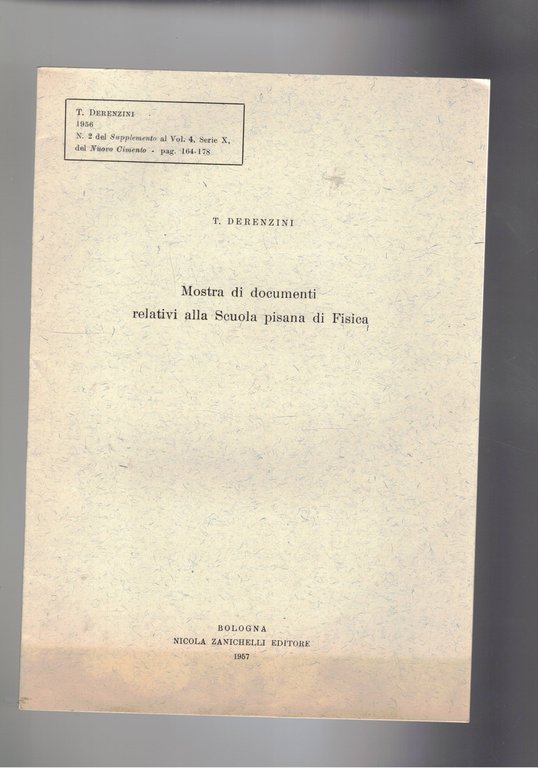 T. DERENZINI
1956
N. 2 del Supplemento al Vol. 4, Serie X,
del Nuovo Cimento - pag. 164-178
T. DERENZINI
Mostra di documenti
relativi alla Scuola pisana di Fisica
BOLOGNA
NICOLA ZANICHELLI EDITORE
1957